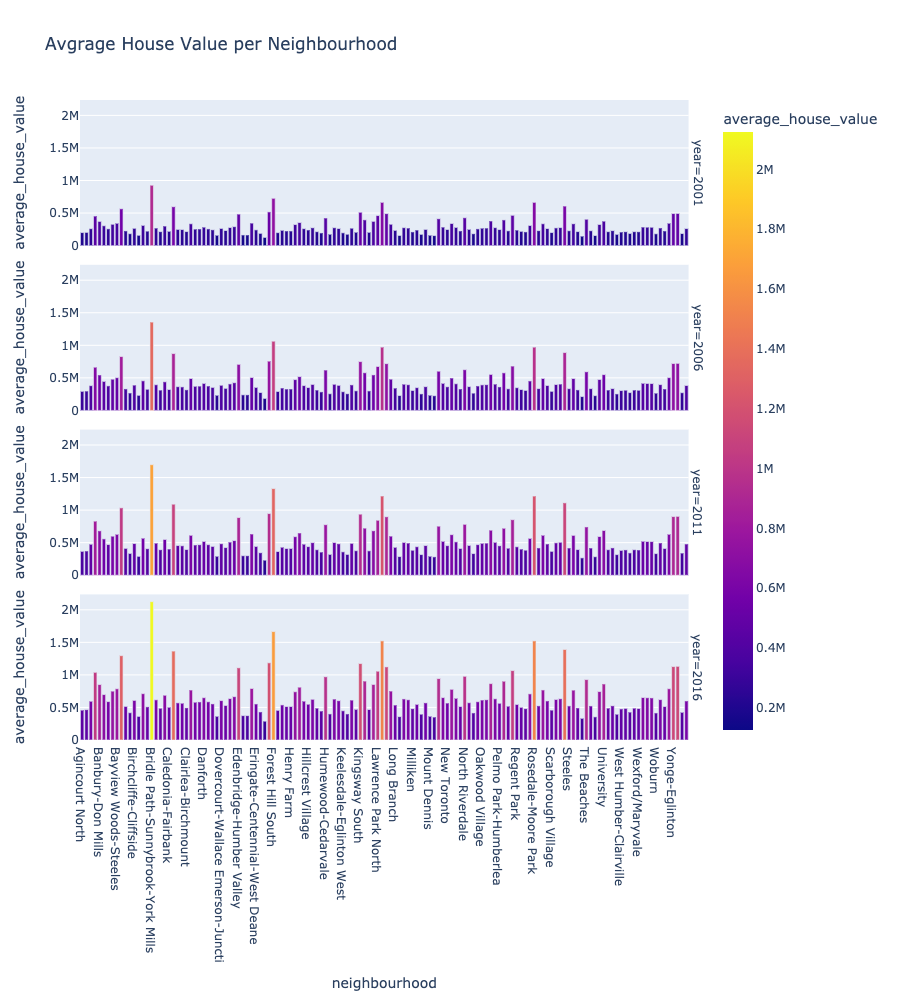 Avgrage House Value per Neighbourhood
average_house_value
2M
1.5M
1M
0.5M
0
year=2001
average_house_value
2M
1.5M
1M
0.5M
0
year=2006
average_house_value
2M
1.5M
1M
0.5M
0
year=2011
average_house_value
2M
1.5M
1M
0.5M
0
year=2016
Agincourt North
Banbury-Don Mills
Bayview Woods-Steeles
Birchcliffe-Cliffside
Bridle Path-Sunnybrook-York Mills
Caledonia-Fairbank
Clairlea-Birchmount
Danforth
Dovercourt-Wallace Emerson-Juncti
Edenbridge-Humber Valley
Eringate-Centennial-West Deane
Forest Hill South
Henry Farm
Hillcrest Village
Humewood-Cedarvale
Keelesdale-Eglinton West
Kingsway South
Lawrence Park North
Long Branch
Milliken
Mount Dennis
New Toronto
North Riverdale
Oakwood Village
Pelmo Park-Humberlea
Regent Park
Rosedale-Moore Park
Scarborough Village
Steeles
The Beaches
University
West Humber-Clairville
Wexford/Maryvale
Woburn
Yonge-Eglinton
neighbourhood
average_house_value
2M
1.8M
1.6M
1.4M
1.2M
1M
0.8M
0.6M
0.4M
0.2M